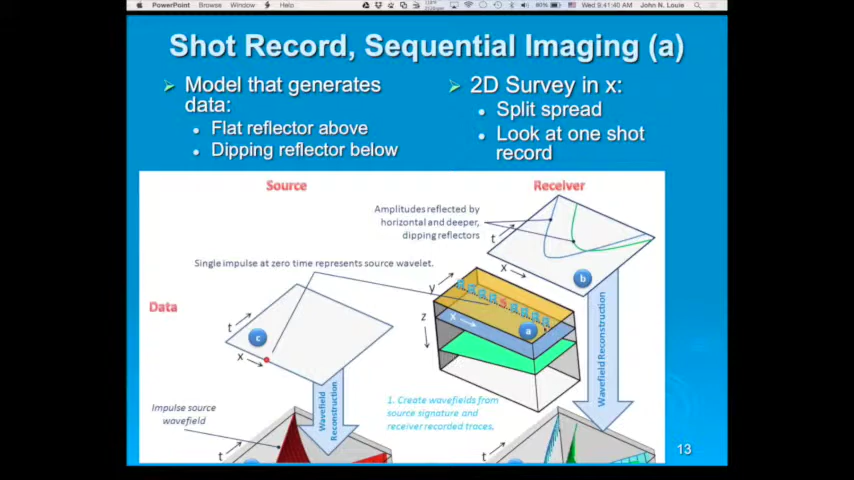 PowerPoint Browse Window Help
80% Wed 9:41:40 AM John N. Louie
Shot Record, Sequential Imaging (a)
Model that generates
data:
Flat reflector above
Dipping reflector below
2D Survey in x:
Split spread
Look at one shot
record
Source
Receiver
Amplitudes reflected by
horizontal and deeper,
dipping reflectors
t
x
b
Single impulse at zero time represents source wavelet.
y
x
z
a
Data
t
x
c
Wavefield Reconstruction
Wavefield
Reconstruction
1. Create wavefields from
source signature and
receiver recorded traces.
Impulse source
wavefield
t
t
13